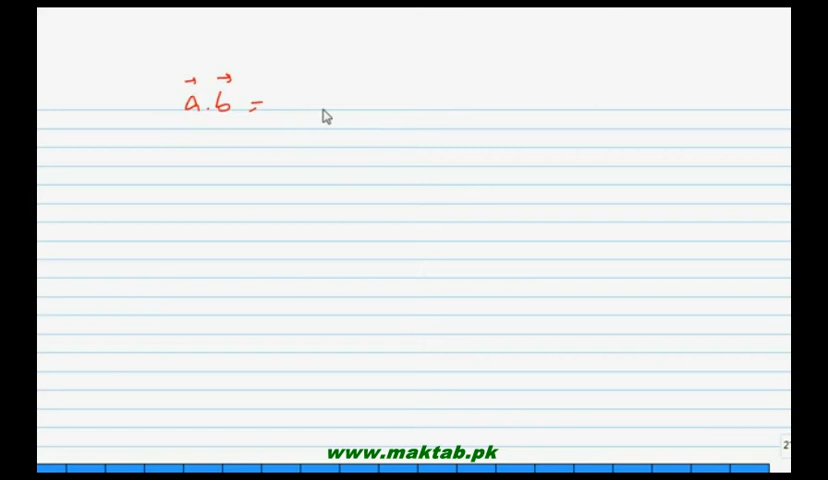 a⃗ . b⃗ =
www.maktab.pk